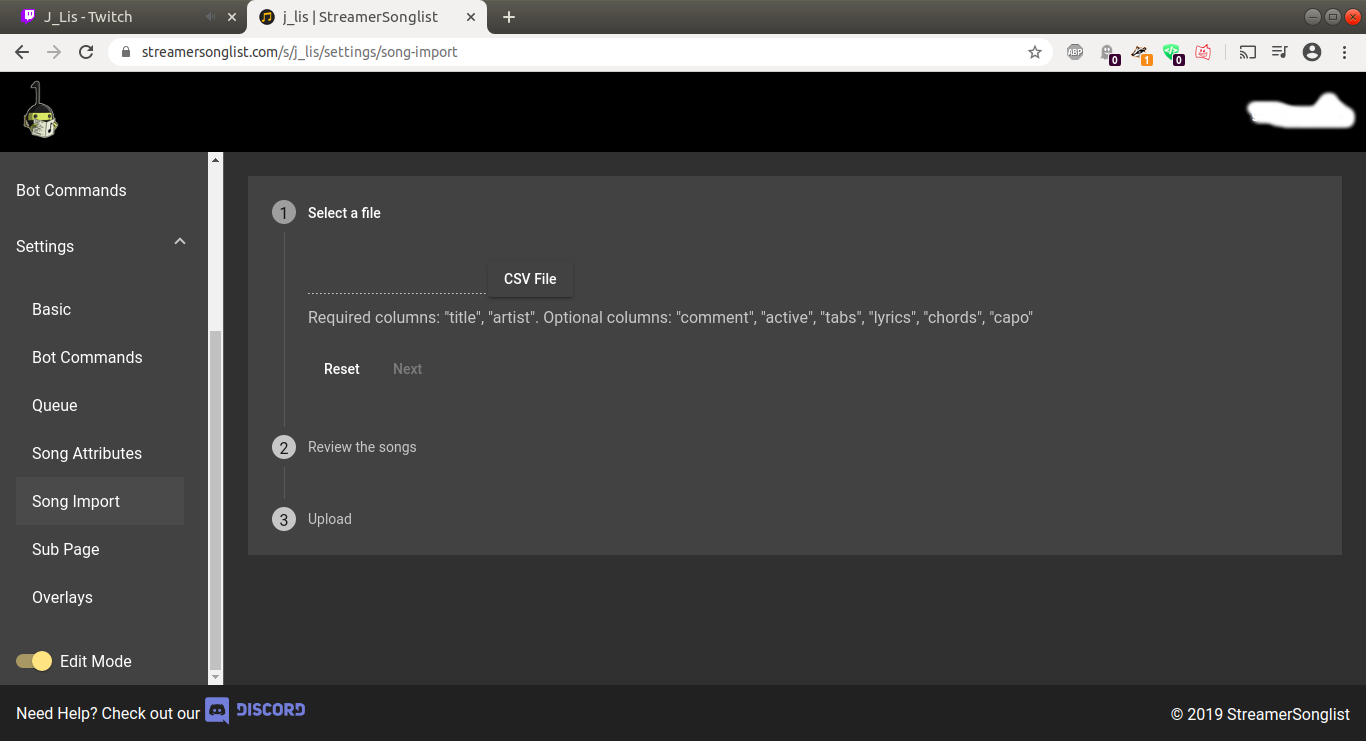 J_Lis - Twitch
j_lis | StreamerSonglist
streamersonglist.com/s/j_lis/settings/song-import
ABP
0
1
0
Bot Commands
Settings
Basic
Bot Commands
Queue
Song Attributes
Song Import
Sub Page
Overlays
Edit Mode
1 Select a file
CSV File
Required columns: "title", "artist". Optional columns: "comment", "active", "tabs", "lyrics", "chords", "capo"
Reset Next
2 Review the songs
3 Upload
Need Help? Check out our DISCORD
© 2019 StreamerSonglist